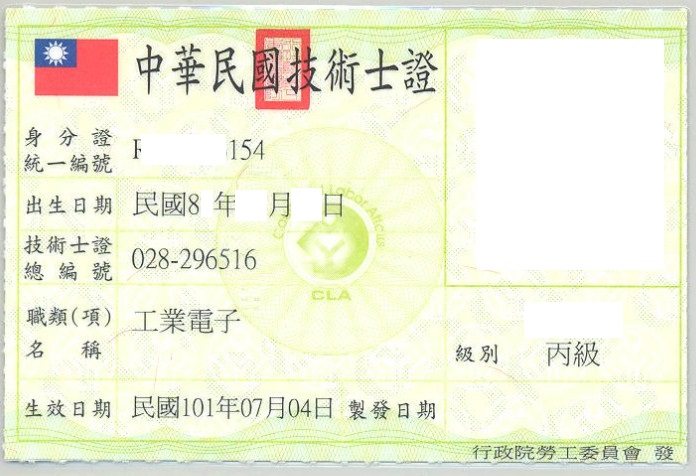 中華民國技術士證
身分證
統一編號 154
出生日期 民國8 年 月 日
技術士證
總編號 028-296516
CLA
職類(項)
名稱 工業電子
級別 丙級
生效日期 民國101年07月04日 製發日期
行政院勞工委員會 發